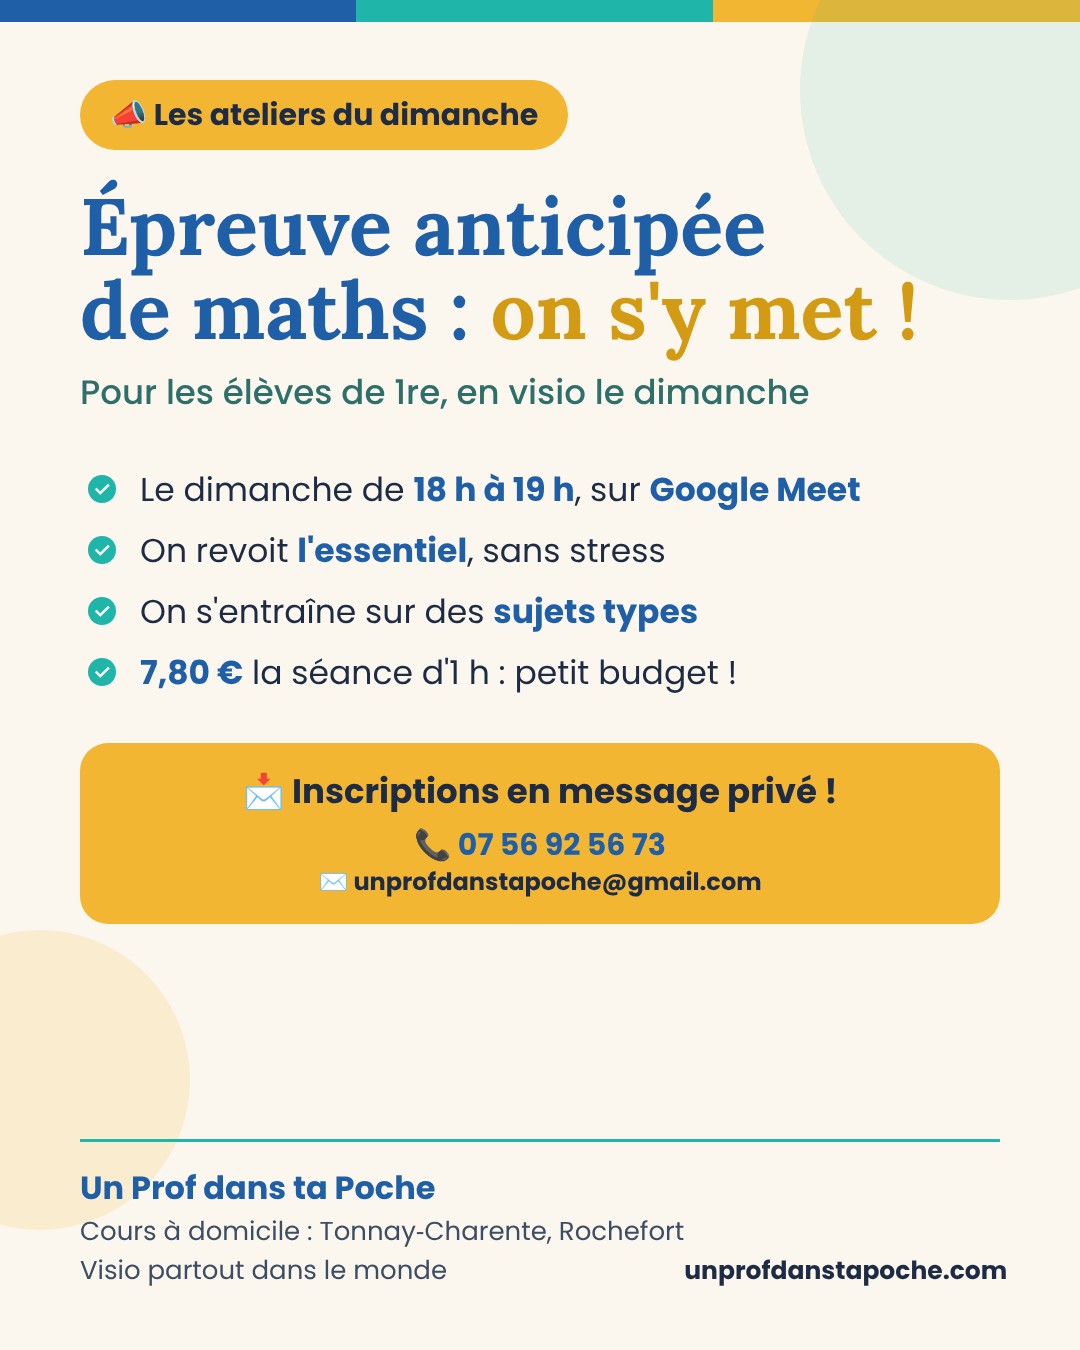 📣 Les ateliers du dimanche
Épreuve anticipée
de maths : on s'y met !
Pour les élèves de 1re, en visio le dimanche
Le dimanche de 18 h à 19 h, sur Google Meet
On revoit l'essentiel, sans stress
On s'entraîne sur des sujets types
7,80 € la séance d'1 h : petit budget !
📩 Inscriptions en message privé !
📞 07 56 92 56 73
✉️ unprofdanstapoche@gmail.com
Un Prof dans ta Poche
Cours à domicile : Tonnay-Charente, Rochefort
Visio partout dans le monde
unprofdanstapoche.com